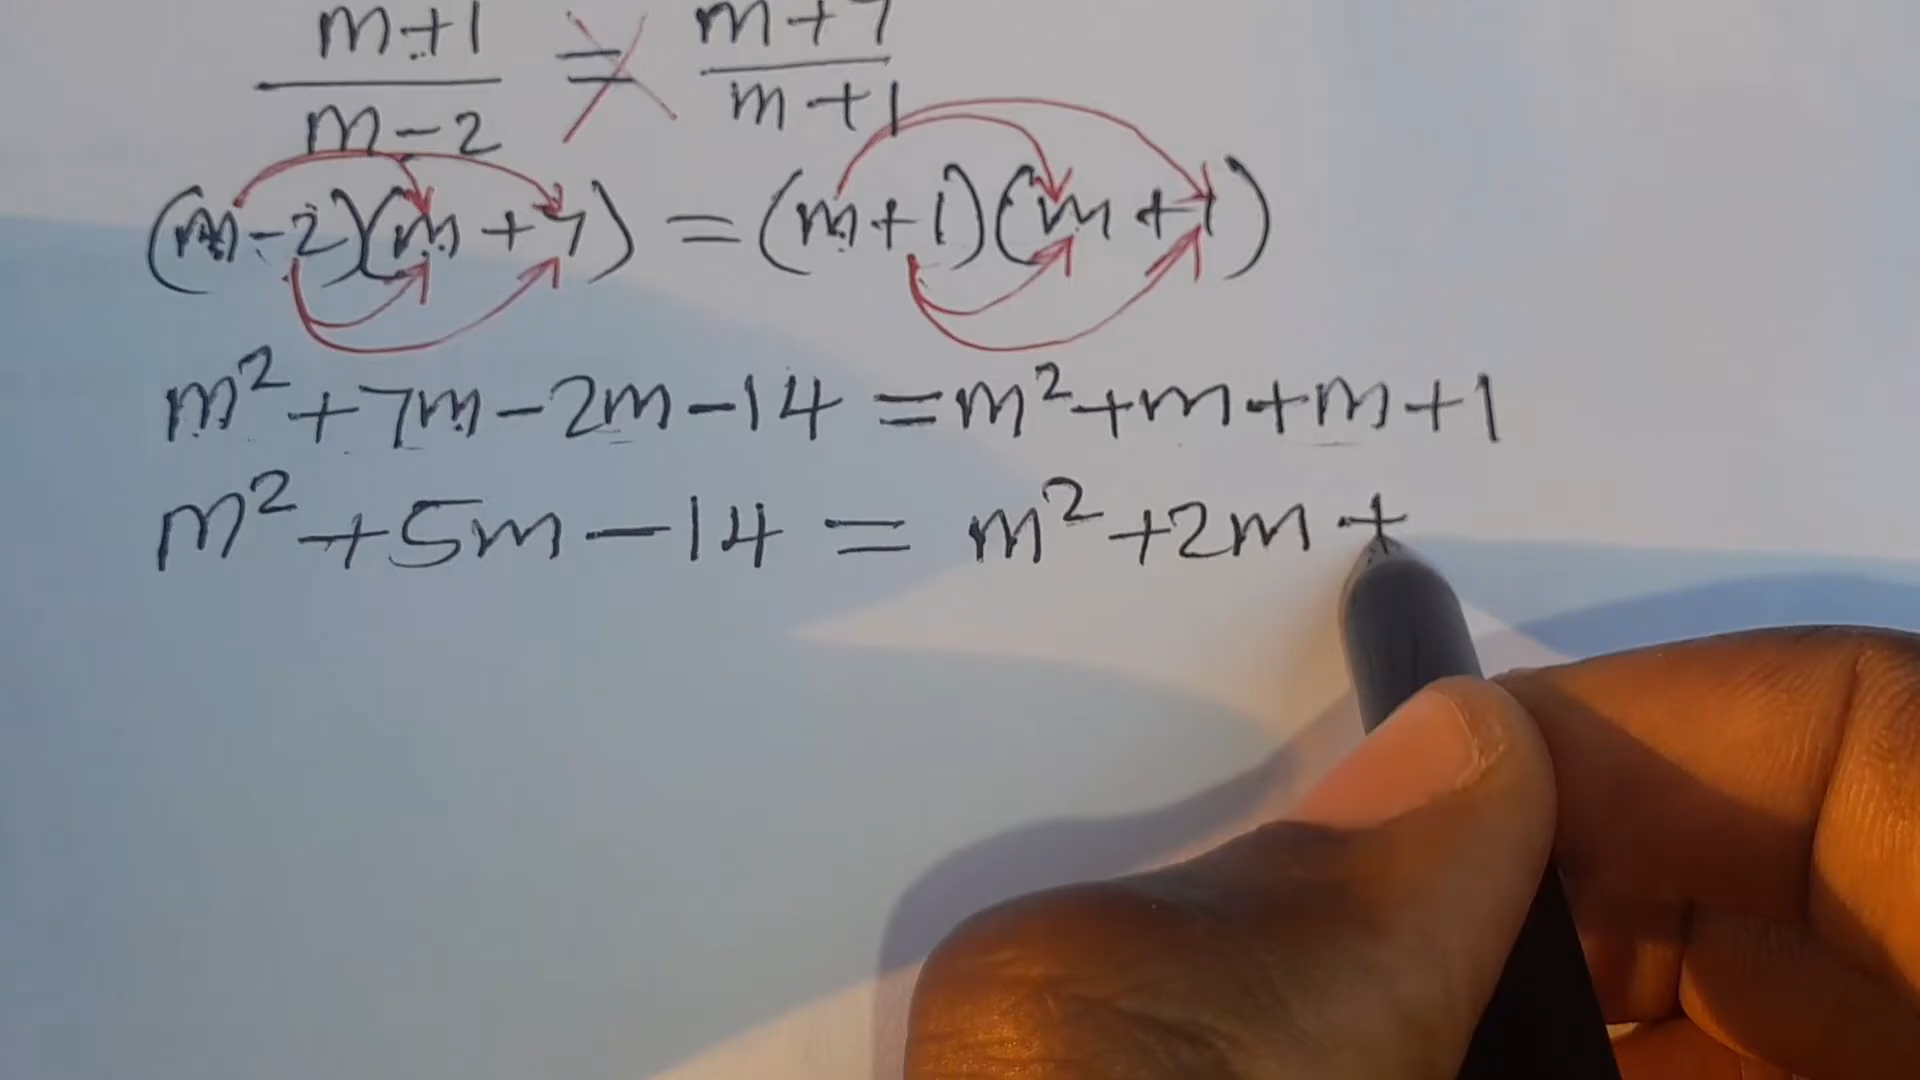 m+1/m-2 = m+7/m+1
(m-2)(m+7) = (m+1)(m+1)
m²+7m-2m-14 = m²+m+m+1
m²+5m-14 = m²+2m+